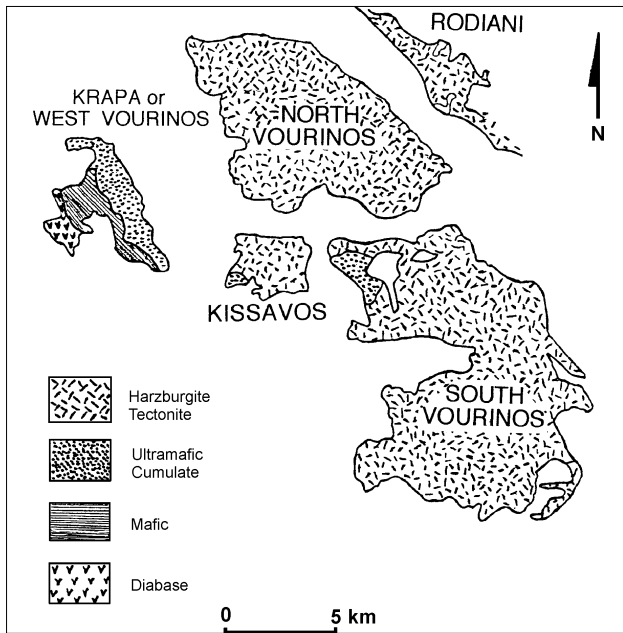 RODIANI
KRAPA or
WEST VOURINOS
NORTH
VOURINOS
N
KISSAVOS
SOUTH
VOURINOS
Harzburgite
Tectonite
Ultramafic
Cumulate
Mafic
Diabase
0 5 km